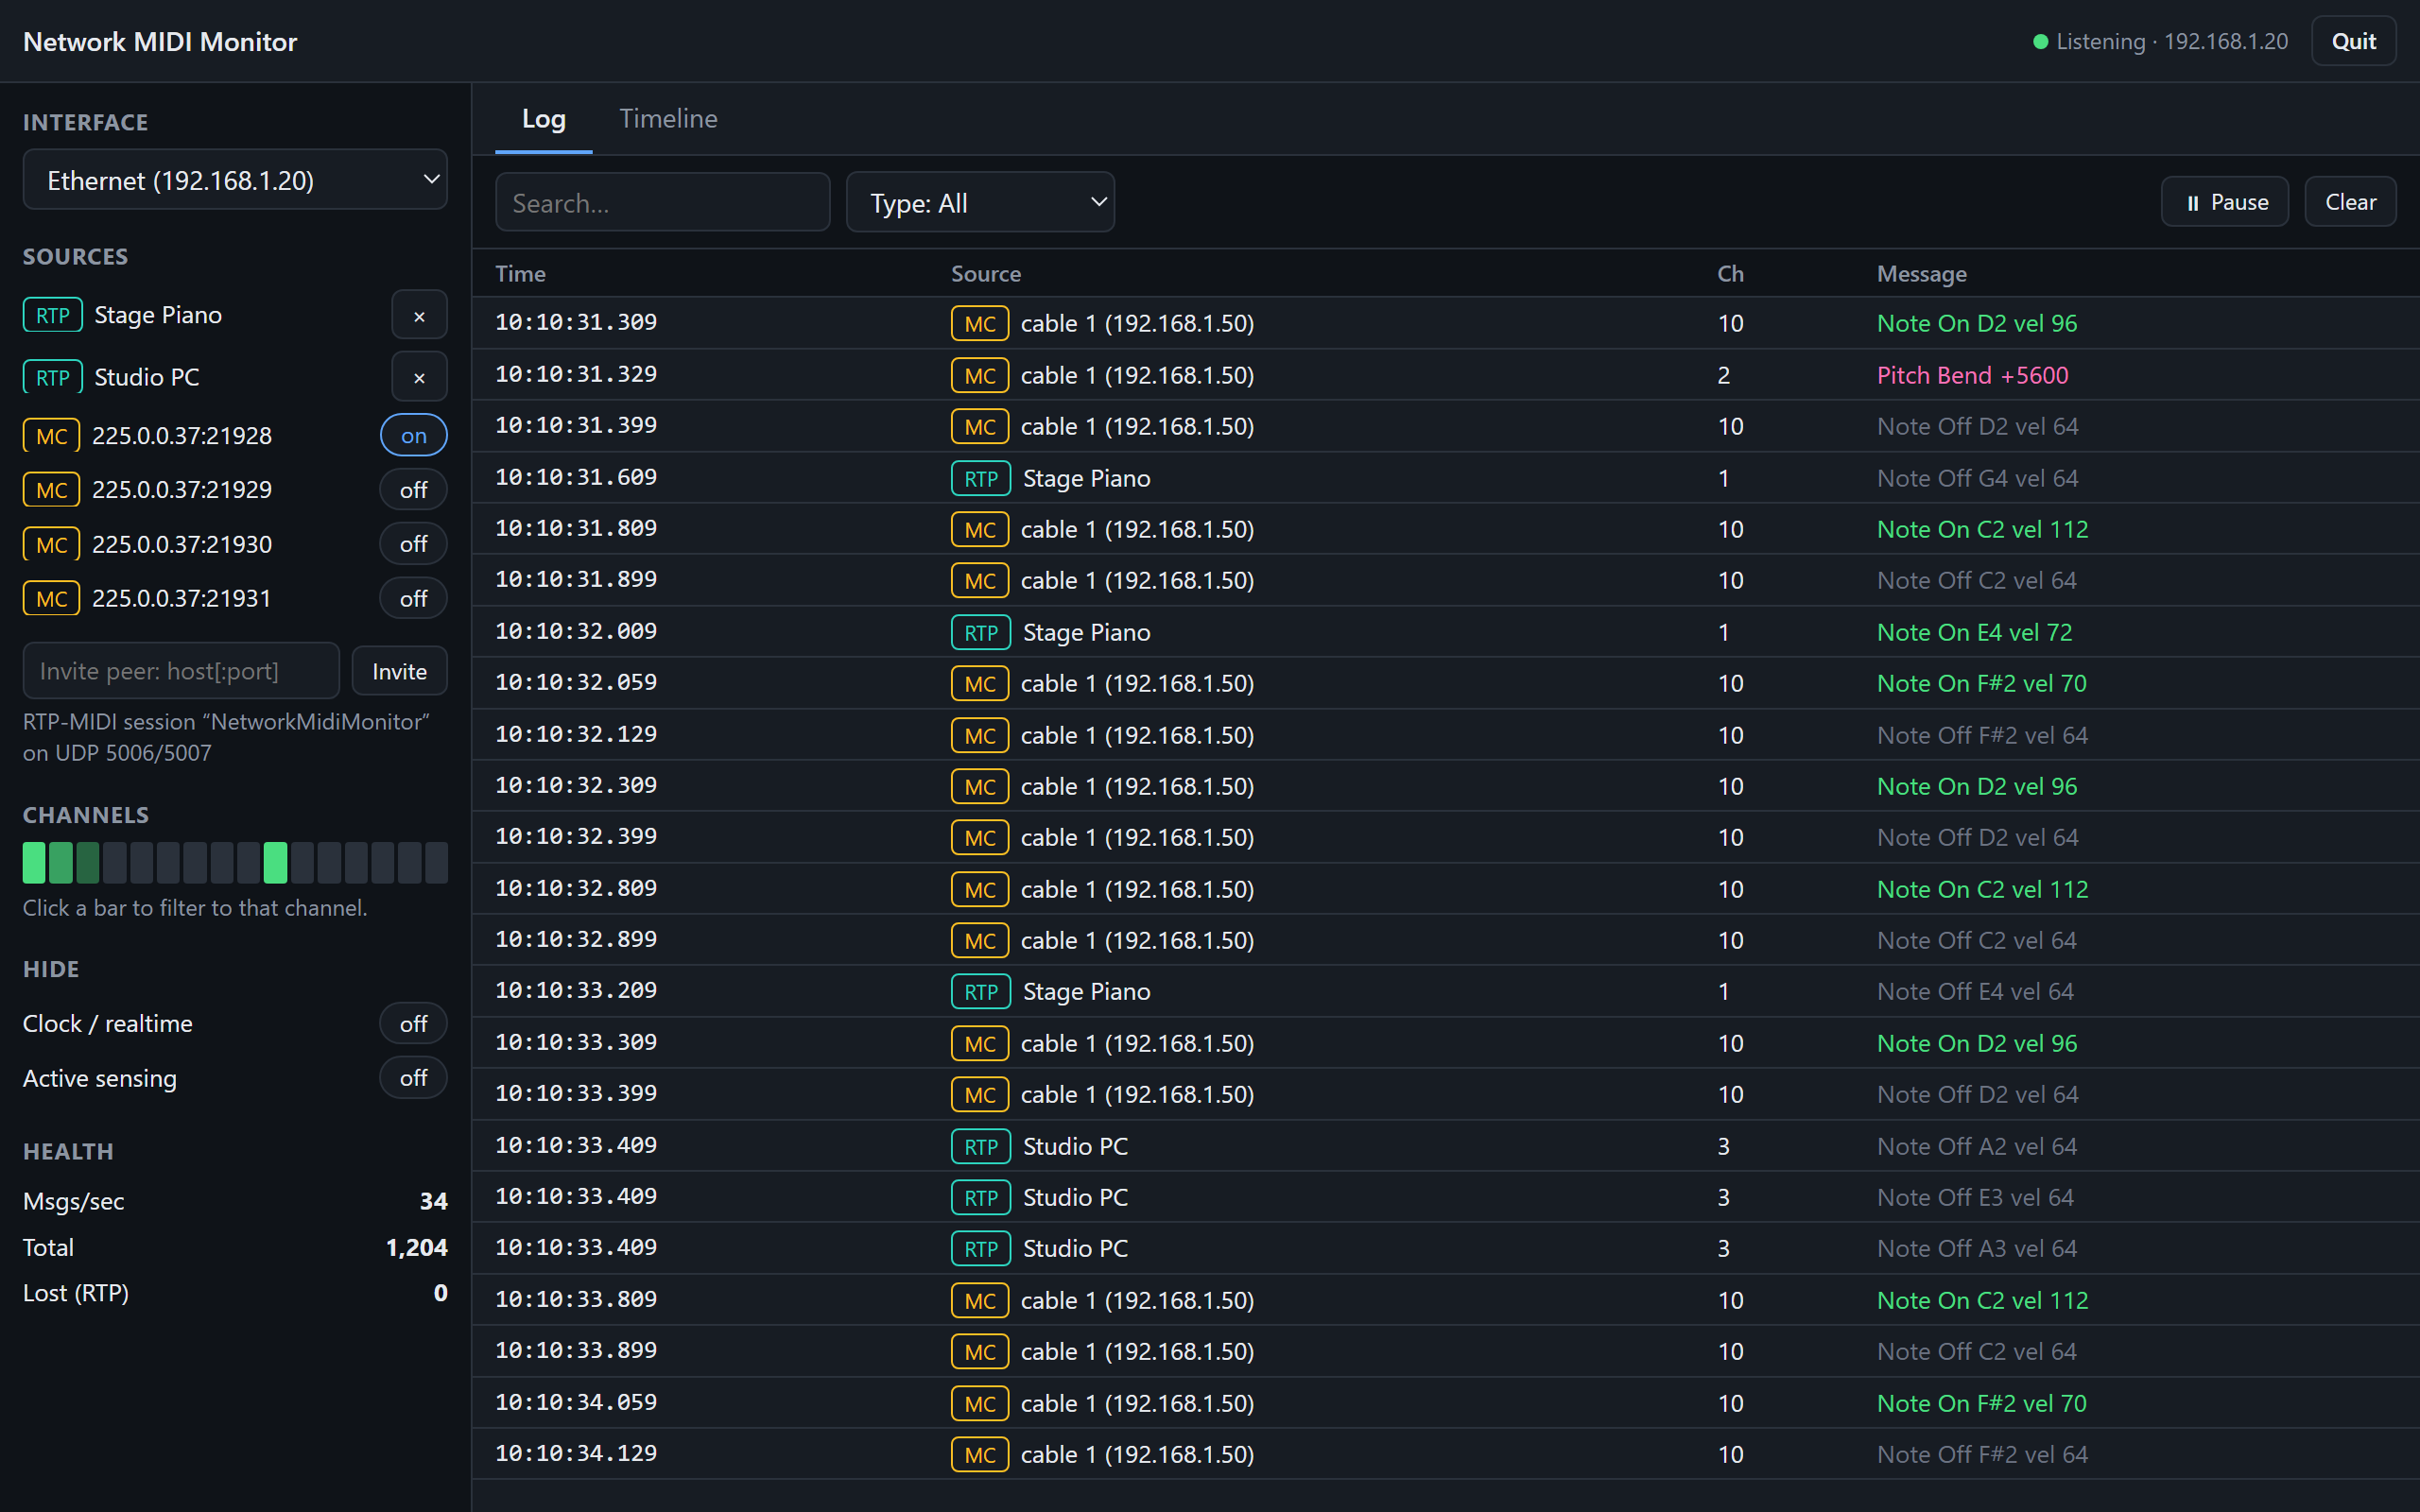 Network MIDI Monitor
Listening · 192.168.1.20
Quit
INTERFACE
Ethernet (192.168.1.20)
SOURCES
RTP Stage Piano ×
RTP Studio PC ×
MC 225.0.0.37:21928 on
MC 225.0.0.37:21929 off
MC 225.0.0.37:21930 off
MC 225.0.0.37:21931 off
Invite peer: host[:port] Invite
RTP-MIDI session “NetworkMidiMonitor”
on UDP 5006/5007
CHANNELS
Click a bar to filter to that channel.
HIDE
Clock / realtime off
Active sensing off
HEALTH
Msgs/sec 34
Total 1,204
Lost (RTP) 0
Log Timeline
Search... Type: All Pause Clear
Time Source Ch Message
10:10:31.309 MC cable 1 (192.168.1.50) 10 Note On D2 vel 96
10:10:31.329 MC cable 1 (192.168.1.50) 2 Pitch Bend +5600
10:10:31.399 MC cable 1 (192.168.1.50) 10 Note Off D2 vel 64
10:10:31.609 RTP Stage Piano 1 Note Off G4 vel 64
10:10:31.809 MC cable 1 (192.168.1.50) 10 Note On C2 vel 112
10:10:31.899 MC cable 1 (192.168.1.50) 10 Note Off C2 vel 64
10:10:32.009 RTP Stage Piano 1 Note On E4 vel 72
10:10:32.059 MC cable 1 (192.168.1.50) 10 Note On F#2 vel 70
10:10:32.129 MC cable 1 (192.168.1.50) 10 Note Off F#2 vel 64
10:10:32.309 MC cable 1 (192.168.1.50) 10 Note On D2 vel 96
10:10:32.399 MC cable 1 (192.168.1.50) 10 Note Off D2 vel 64
10:10:32.809 MC cable 1 (192.168.1.50) 10 Note On C2 vel 112
10:10:32.899 MC cable 1 (192.168.1.50) 10 Note Off C2 vel 64
10:10:33.209 RTP Stage Piano 1 Note Off E4 vel 64
10:10:33.309 MC cable 1 (192.168.1.50) 10 Note On D2 vel 96
10:10:33.399 MC cable 1 (192.168.1.50) 10 Note Off D2 vel 64
10:10:33.409 RTP Studio PC 3 Note Off A2 vel 64
10:10:33.409 RTP Studio PC 3 Note Off E3 vel 64
10:10:33.409 RTP Studio PC 3 Note Off A3 vel 64
10:10:33.809 MC cable 1 (192.168.1.50) 10 Note On C2 vel 112
10:10:33.899 MC cable 1 (192.168.1.50) 10 Note Off C2 vel 64
10:10:34.059 MC cable 1 (192.168.1.50) 10 Note On F#2 vel 70
10:10:34.129 MC cable 1 (192.168.1.50) 10 Note Off F#2 vel 64